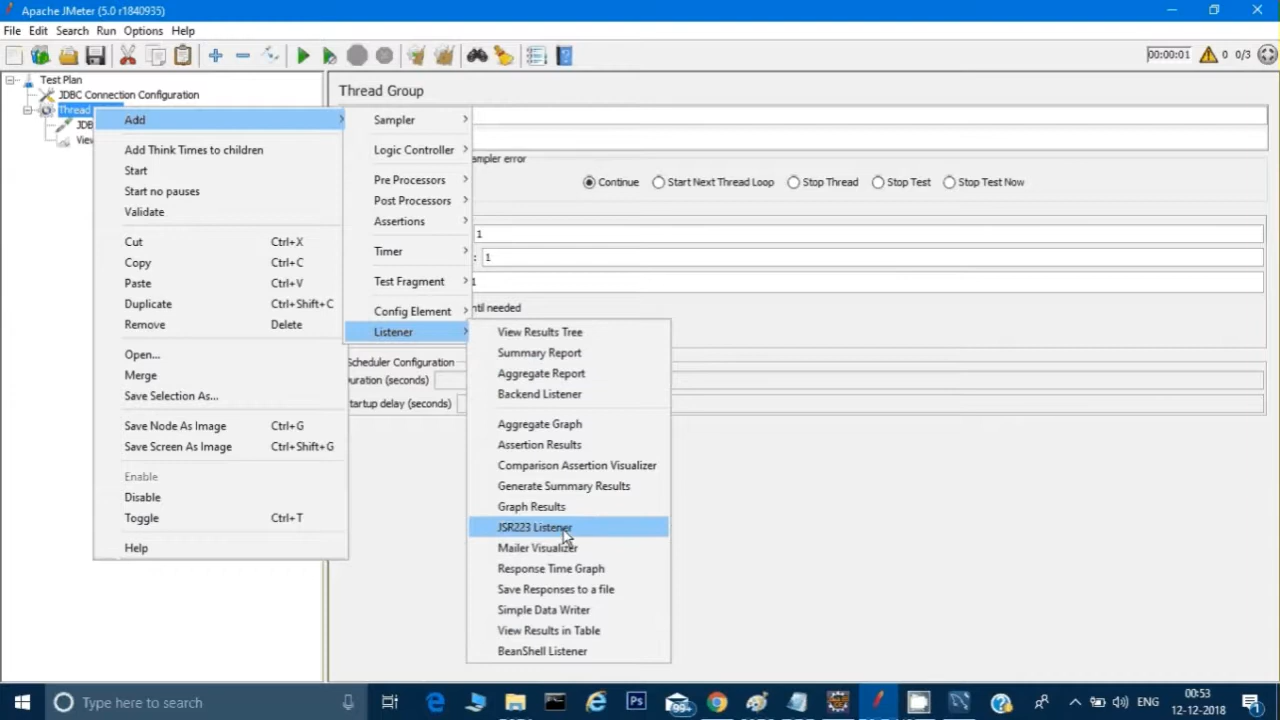 Apache JMeter (5.0 r1840935)
File Edit Search Run Options Help
00:00:01 0 0/3
Test Plan
JDBC Connection Configuration
Thread
JDB
View
Add
Add Think Times to children
Start
Start no pauses
Validate
Cut Ctrl+X
Copy Ctrl+C
Paste Ctrl+V
Duplicate Ctrl+Shift+C
Remove Delete
Open...
Merge
Save Selection As...
Save Node As Image Ctrl+G
Save Screen As Image Ctrl+Shift+G
Enable
Disable
Toggle Ctrl+T
Help
Sampler
Logic Controller
Pre Processors
Post Processors
Assertions
Timer
Test Fragment
Config Element
Listener
View Results Tree
Summary Report
Aggregate Report
Backend Listener
Aggregate Graph
Assertion Results
Comparison Assertion Visualizer
Generate Summary Results
Graph Results
JSR223 Listener
Mailer Visualizer
Response Time Graph
Save Responses to a file
Simple Data Writer
View Results in Table
BeanShell Listener
Thread Group
ampler error
Continue Start Next Thread Loop Stop Thread Stop Test Stop Test Now
1
: 1
1
ntil needed
Scheduler Configuration
uration (seconds)
tartup delay (seconds)
Type here to search
99+
Ps
ENG
00:53
12-12-2018
1